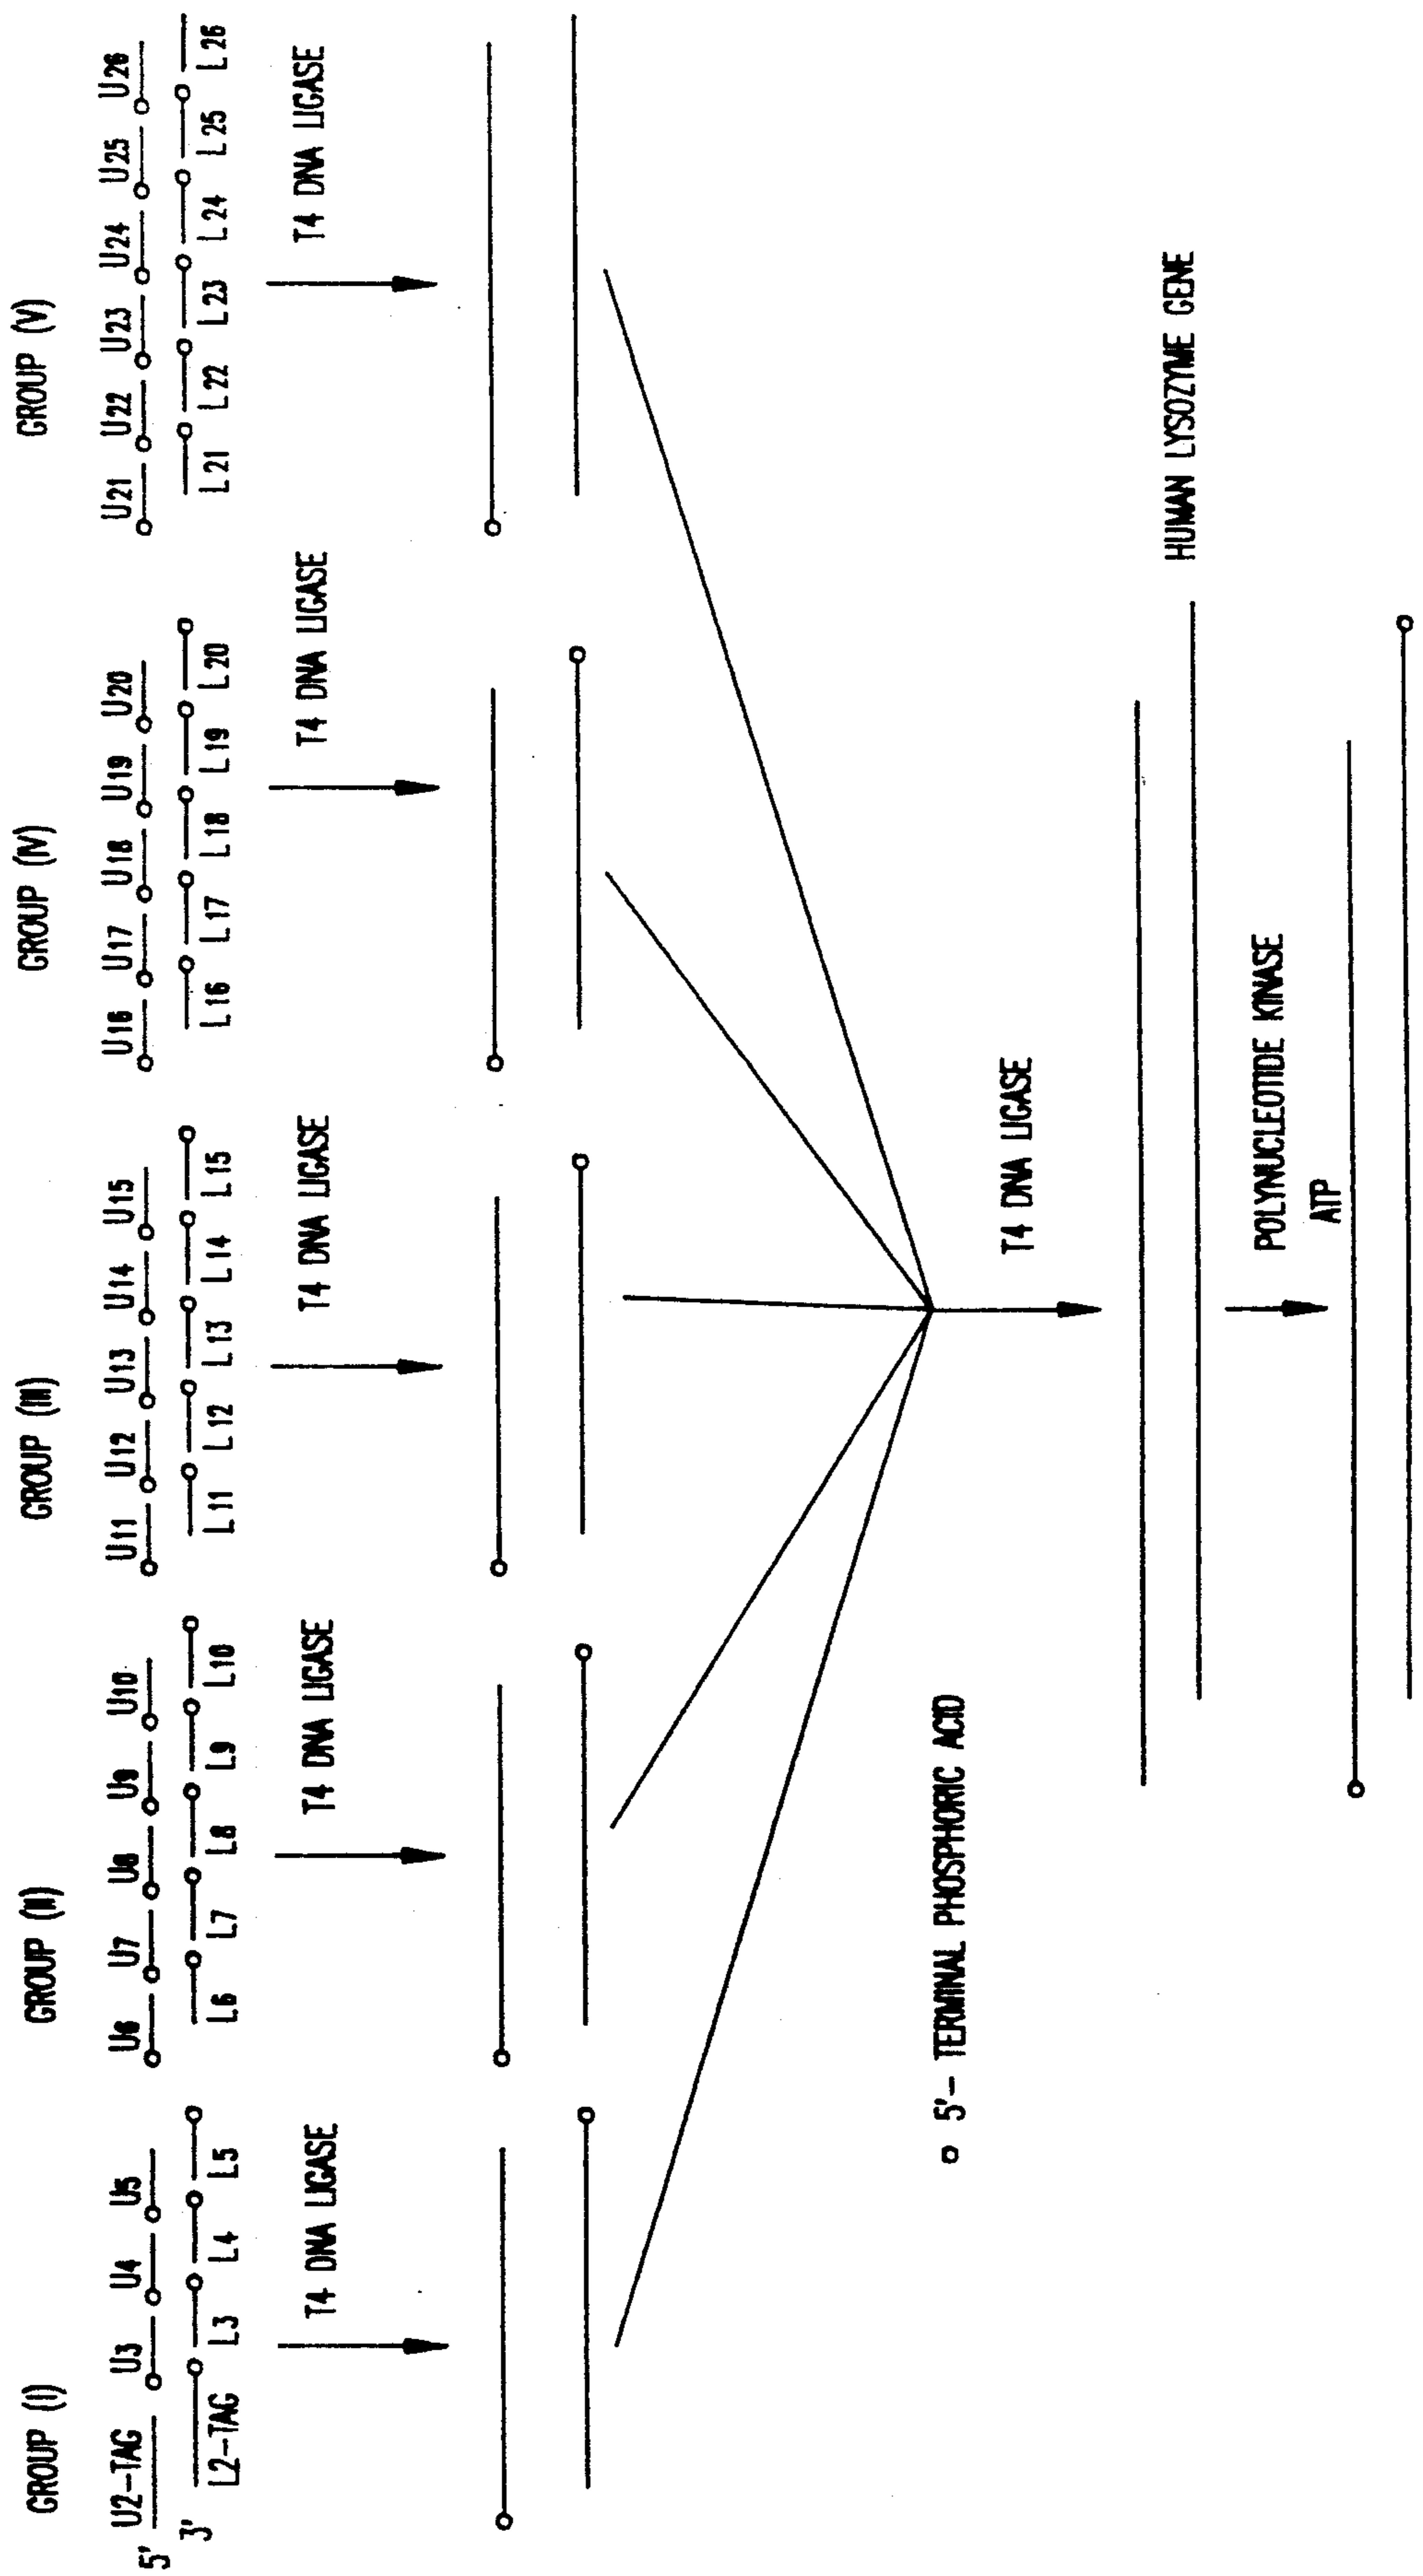 GROUP (I)
GROUP (II)
GROUP (III)
GROUP (IV)
GROUP (V)
5' U2-TAG U3 U4 U5
U6 U7 U8 U9 U10
U11 U12 U13 U14 U15
U16 U17 U18 U19 U20
U21 U22 U23 U24 U25 U26
3' L2-TAG L3 L4 L5
L6 L7 L8 L9 L10
L11 L12 L13 L14 L15
L16 L17 L18 L19 L20
L21 L22 L23 L24 L25 L26
T4 DNA LIGASE
T4 DNA LIGASE
T4 DNA LIGASE
T4 DNA LIGASE
T4 DNA LIGASE
5'- TERMINAL PHOSPHORIC ACID
T4 DNA LIGASE
HUMAN LYSOZYME GENE
POLYNUCLEOTIDE KINASE
ATP